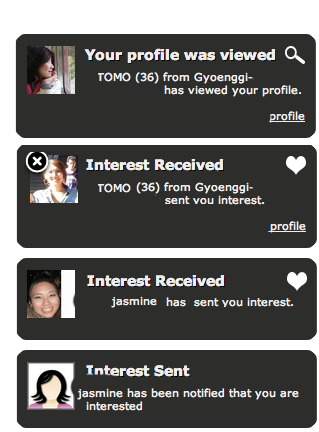 Your profile was viewed
TOMO (36) from Gyoenggi-
has viewed your profile.
profile
Interest Received
TOMO (36) from Gyoenggi-
sent you interest.
profile
Interest Received
jasmine has sent you interest.
Interest Sent
jasmine has been notified that you are
interested